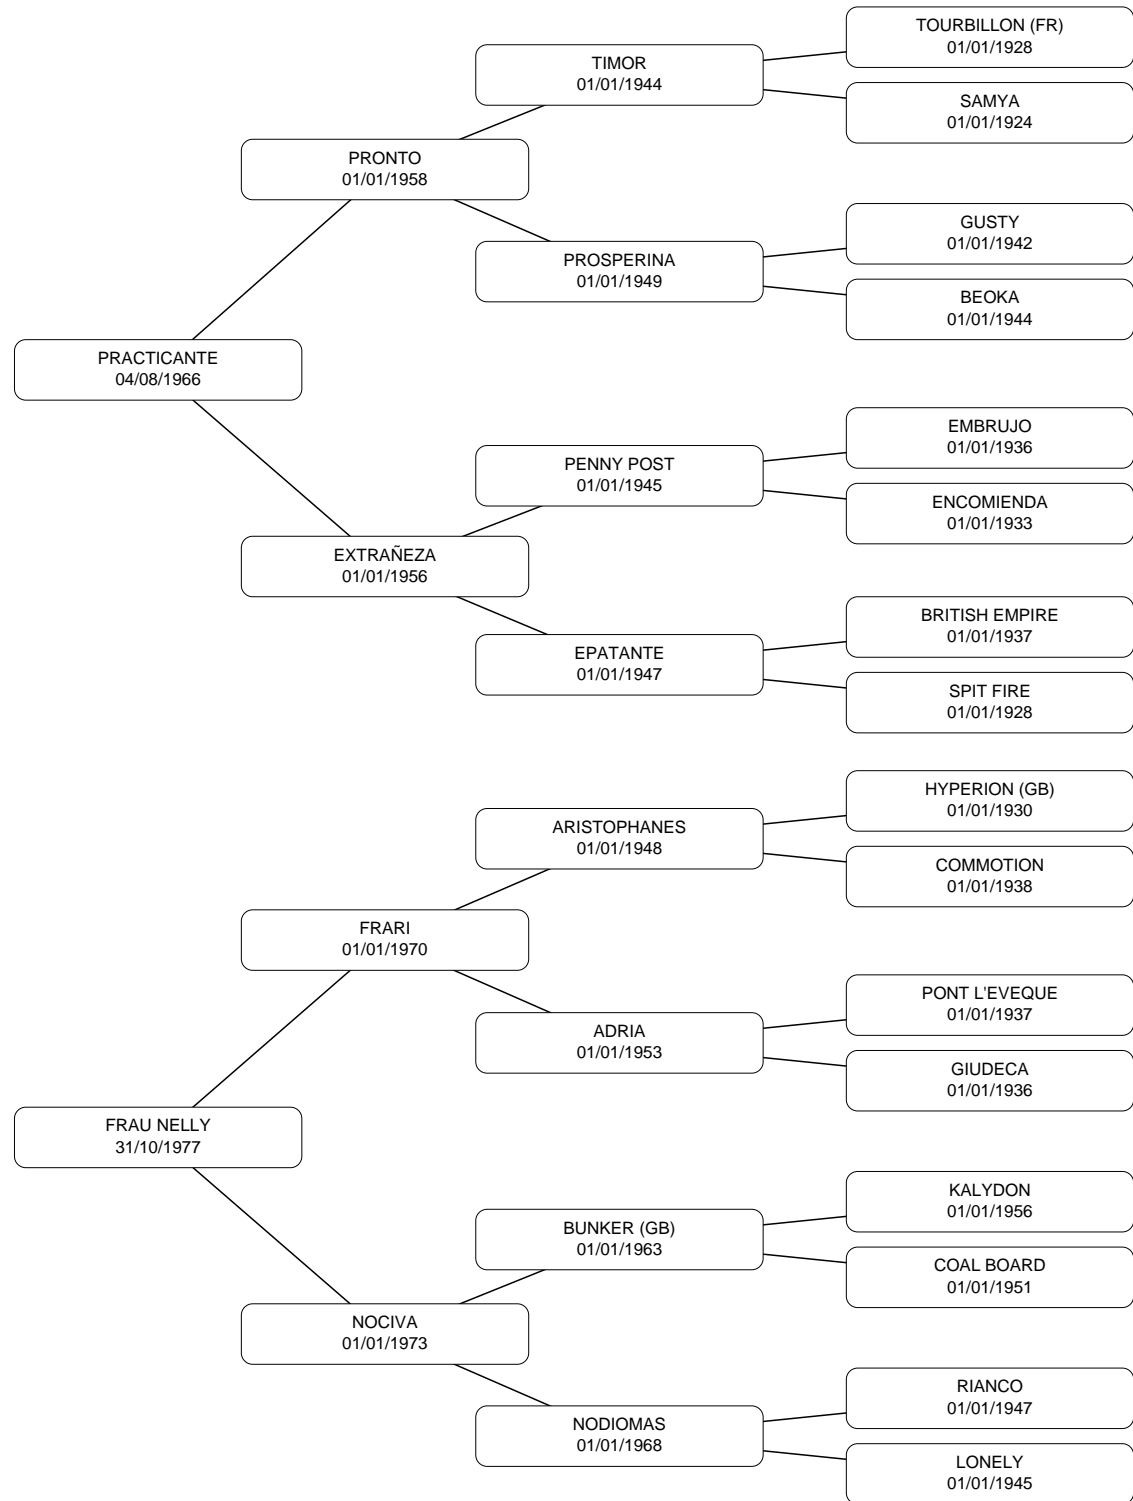 TOURBILLON (FR)
01/01/1928
TIMOR
01/01/1944
SAMYA
01/01/1924
PRONTO
01/01/1958
GUSTY
01/01/1942
PROSPERINA
01/01/1949
BEOKA
01/01/1944
PRACTICANTE
04/08/1966
EMBRUJO
01/01/1936
PENNY POST
01/01/1945
ENCOMIENDA
01/01/1933
EXTRAÑEZA
01/01/1956
BRITISH EMPIRE
01/01/1937
EPATANTE
01/01/1947
SPIT FIRE
01/01/1928
HYPERION (GB)
01/01/1930
ARISTOPHANES
01/01/1948
COMMOTION
01/01/1938
FRARI
01/01/1970
PONT L'EVEQUE
01/01/1937
ADRIA
01/01/1953
GIUDECA
01/01/1936
FRAU NELLY
31/10/1977
KALYDON
01/01/1956
BUNKER (GB)
01/01/1963
COAL BOARD
01/01/1951
NOCIVA
01/01/1973
RIANCO
01/01/1947
NODIOMAS
01/01/1968
LONELY
01/01/1945